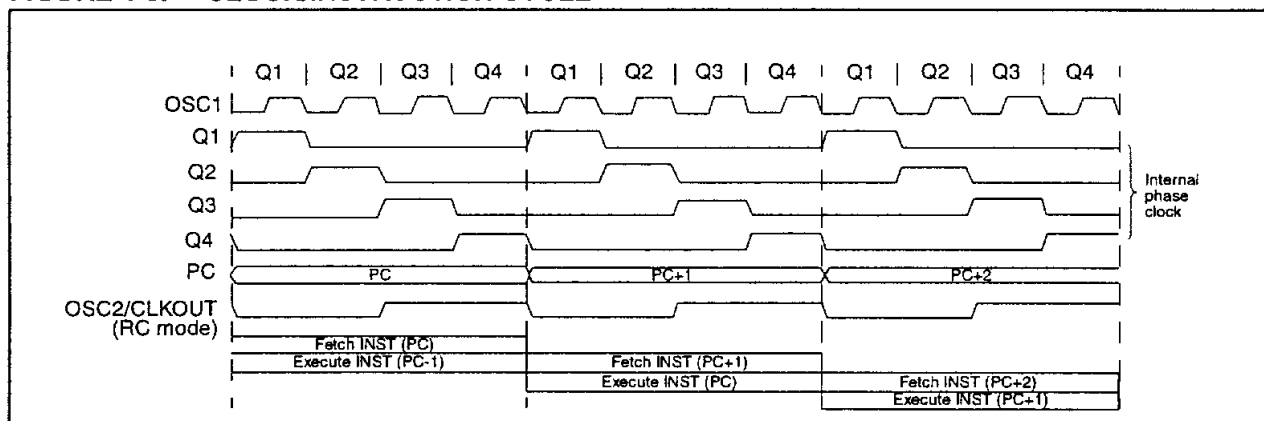 Q1 | Q2 | Q3 | Q4 | Q1 | Q2 | Q3 | Q4 | Q1 | Q2 | Q3 | Q4
OSC1
Q1
Q2
Q3
Q4
Internal
phase
clock
PC PC PC+1 PC+2
OSC2/CLKOUT
(RC mode)
Fetch INST (PC)
Execute INST (PC-1) Fetch INST (PC+1)
Execute INST (PC) Fetch INST (PC+2)
Execute INST (PC+1)